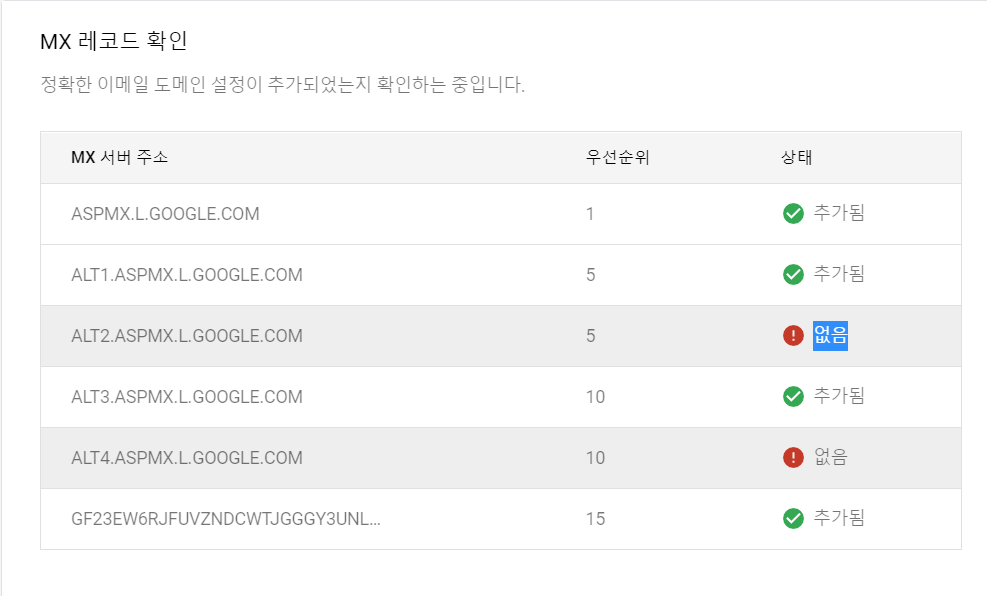 MX 레코드 확인
정확한 이메일 도메인 설정이 추가되었는지 확인하는 중입니다.
MX 서버 주소 우선순위 상태
ASPMX.L.GOOGLE.COM 1 추가됨
ALT1.ASPMX.L.GOOGLE.COM 5 추가됨
ALT2.ASPMX.L.GOOGLE.COM 5 없음
ALT3.ASPMX.L.GOOGLE.COM 10 추가됨
ALT4.ASPMX.L.GOOGLE.COM 10 없음
GF23EW6RJFUVZNDCWTJGGGY3UNL... 15 추가됨